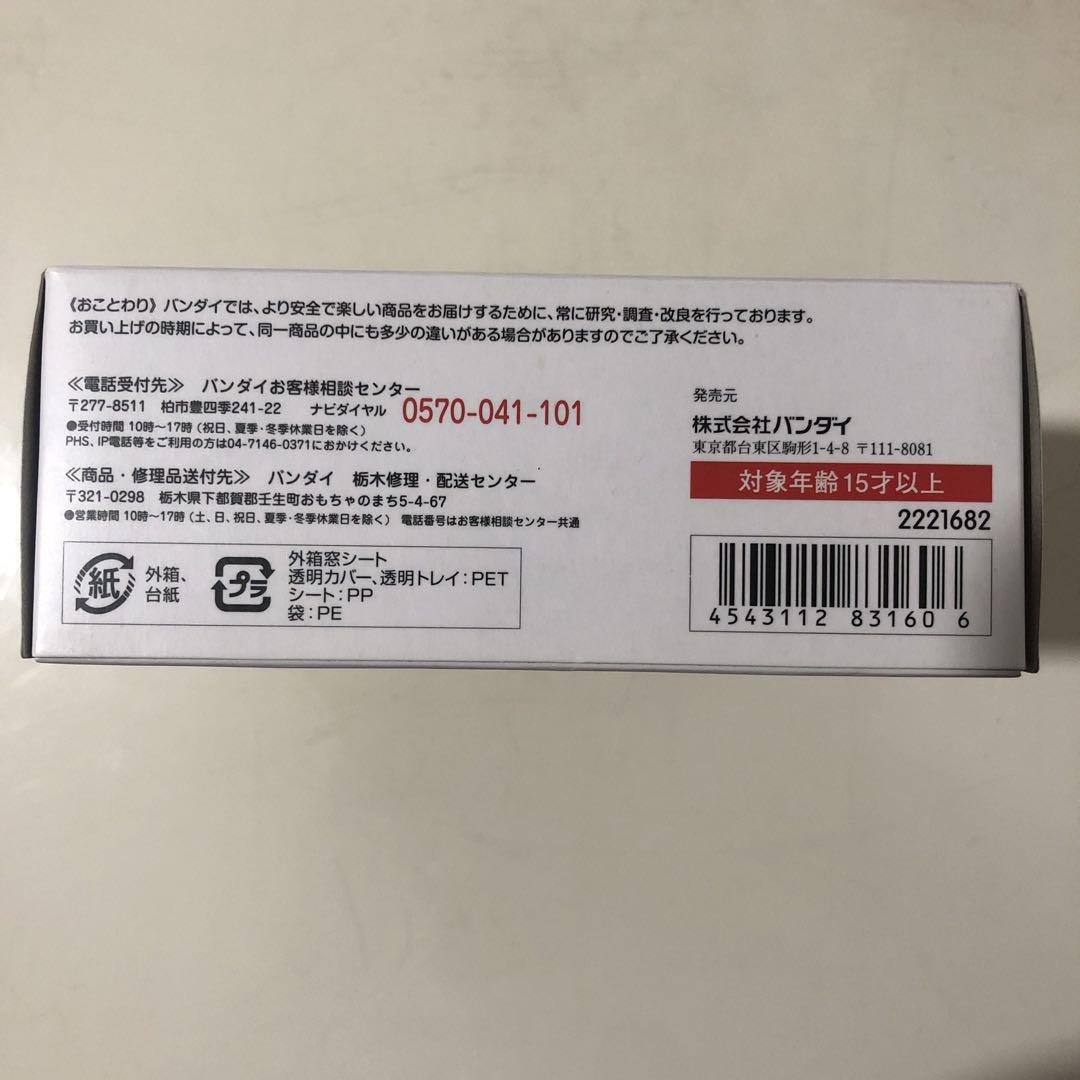 《おことわり》バンダイでは、より安全で楽しい商品をお届けするために、常に研究・調査・改良を行っております。
お買い上げの時期によって、同一商品の中にも多少の違いがある場合がありますのでご了承ください。
≪電話受付先≫ バンダイお客様相談センター
〒277-8511 柏市豊四季241-22 ナビダイヤル 0570-041-101
●受付時間 10時〜17時（祝日、夏季・冬季休業日を除く）
PHS、IP電話等をご利用の方は04-7146-0371におかけください。
≪商品・修理品送付先≫ バンダイ 栃木修理・配送センター
〒321-0298 栃木県下都賀郡壬生町おもちゃのまち5-4-67
●営業時間 10時〜17時（土、日、祝日、夏季・冬季休業日を除く） 電話番号はお客様相談センター共通
紙
外箱、
台紙
プラ
外箱窓シート
透明カバー、透明トレイ：PET
シート：PP
袋：PE
発売元
株式会社バンダイ
東京都台東区駒形1-4-8 〒111-8081
対象年齢 15才以上
2221682
4543112 83160 6